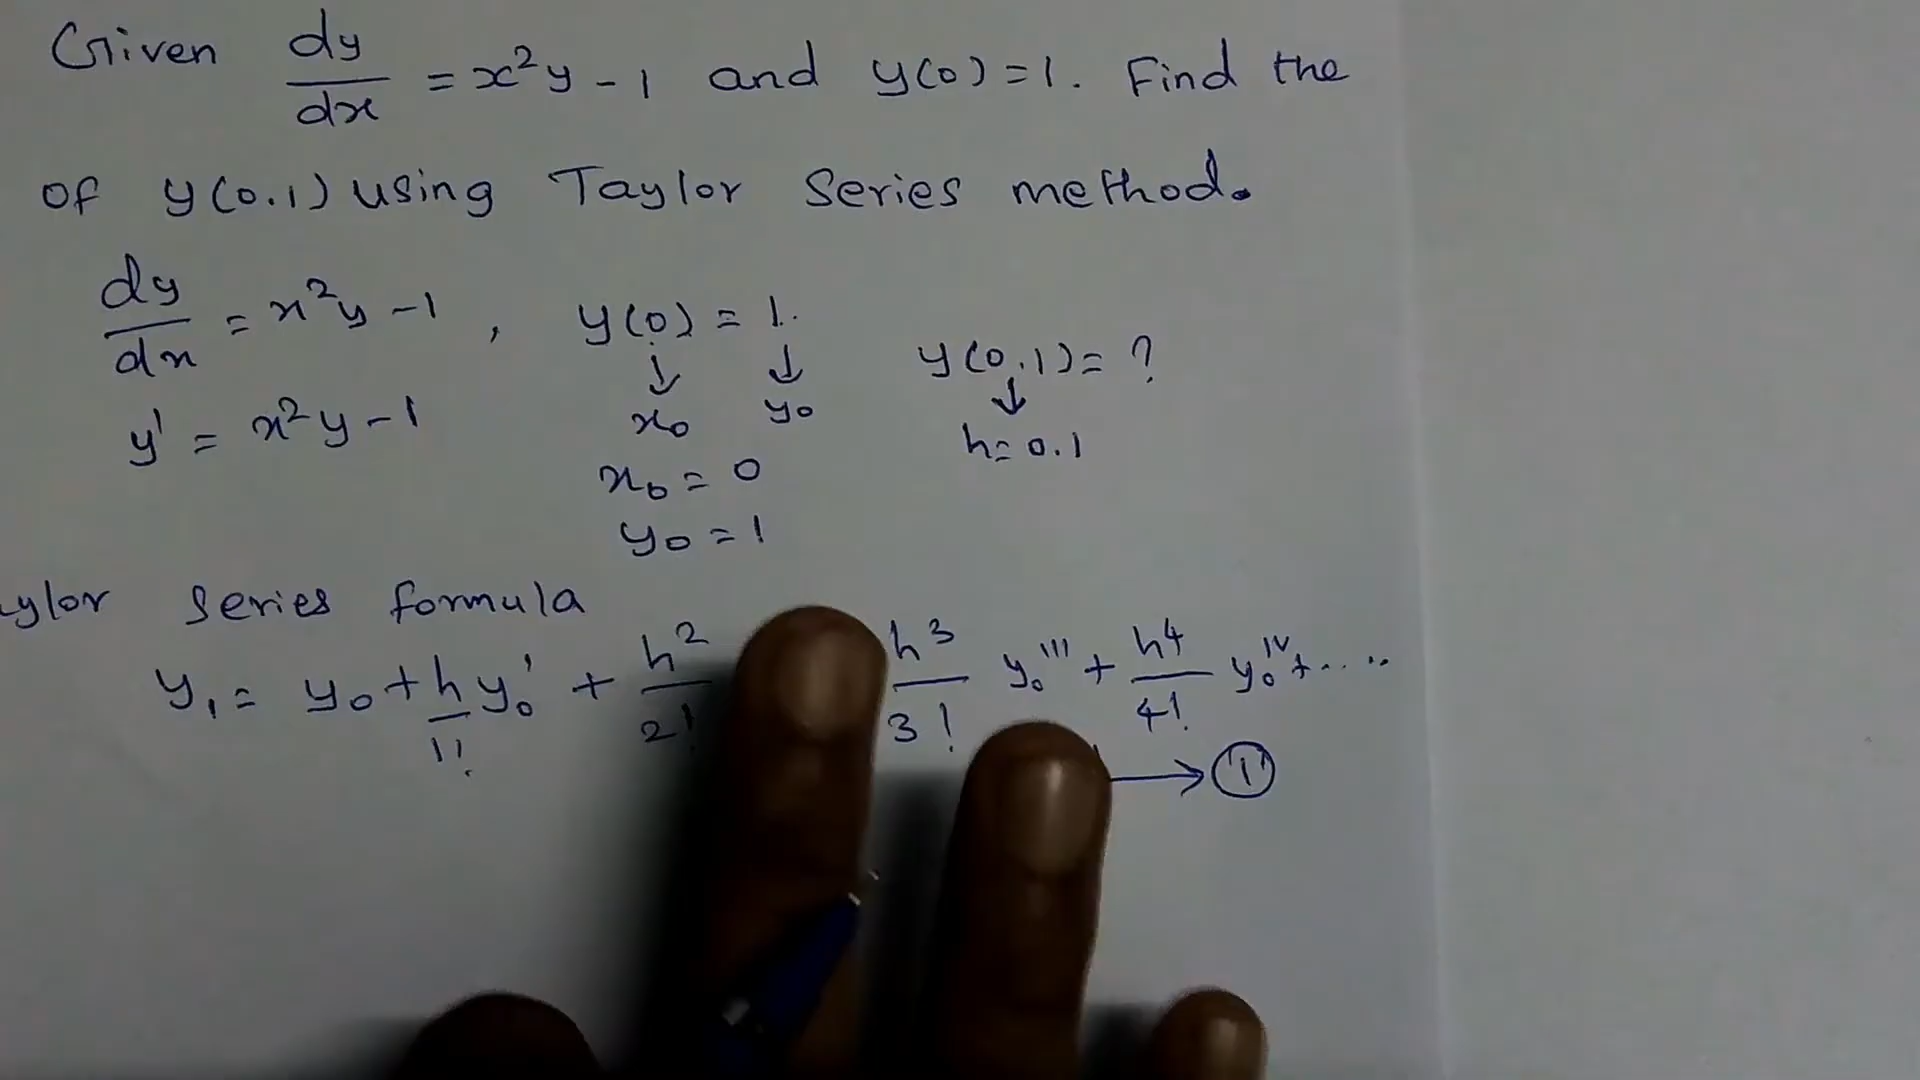 Given dy/dx = x²y - 1 and y(0) = 1. Find the
of y(0.1) using Taylor Series method.
dy/dx = x²y - 1, y(0) = 1. y(0.1) = ?
↓ ↓ ↓
y' = x²y - 1 x₀ y₀ h = 0.1
x₀ = 0
y₀ = 1
aylor Series formula
y₁ = y₀ + h/1! y₀' + h²/2! h³/3! y₀''' + h⁴/4! y₀ᴵⱽ + .....
→ ①